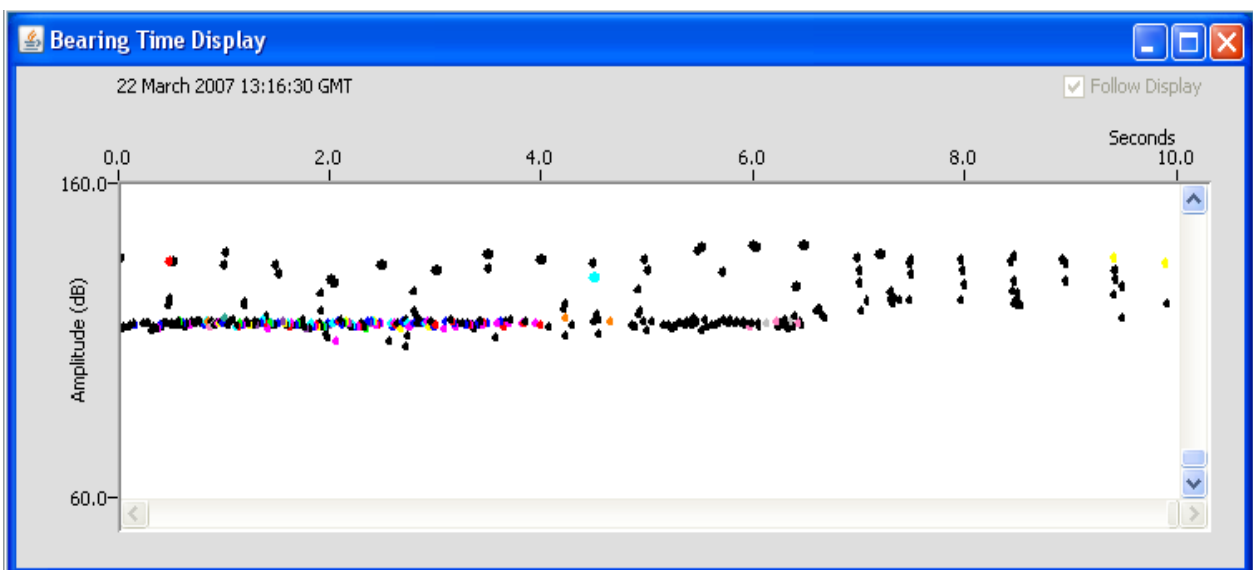 Bearing Time Display
22 March 2007 13:16:30 GMT
Follow Display
Seconds
0.0 2.0 4.0 6.0 8.0 10.0
160.0
Amplitude (dB)
60.0